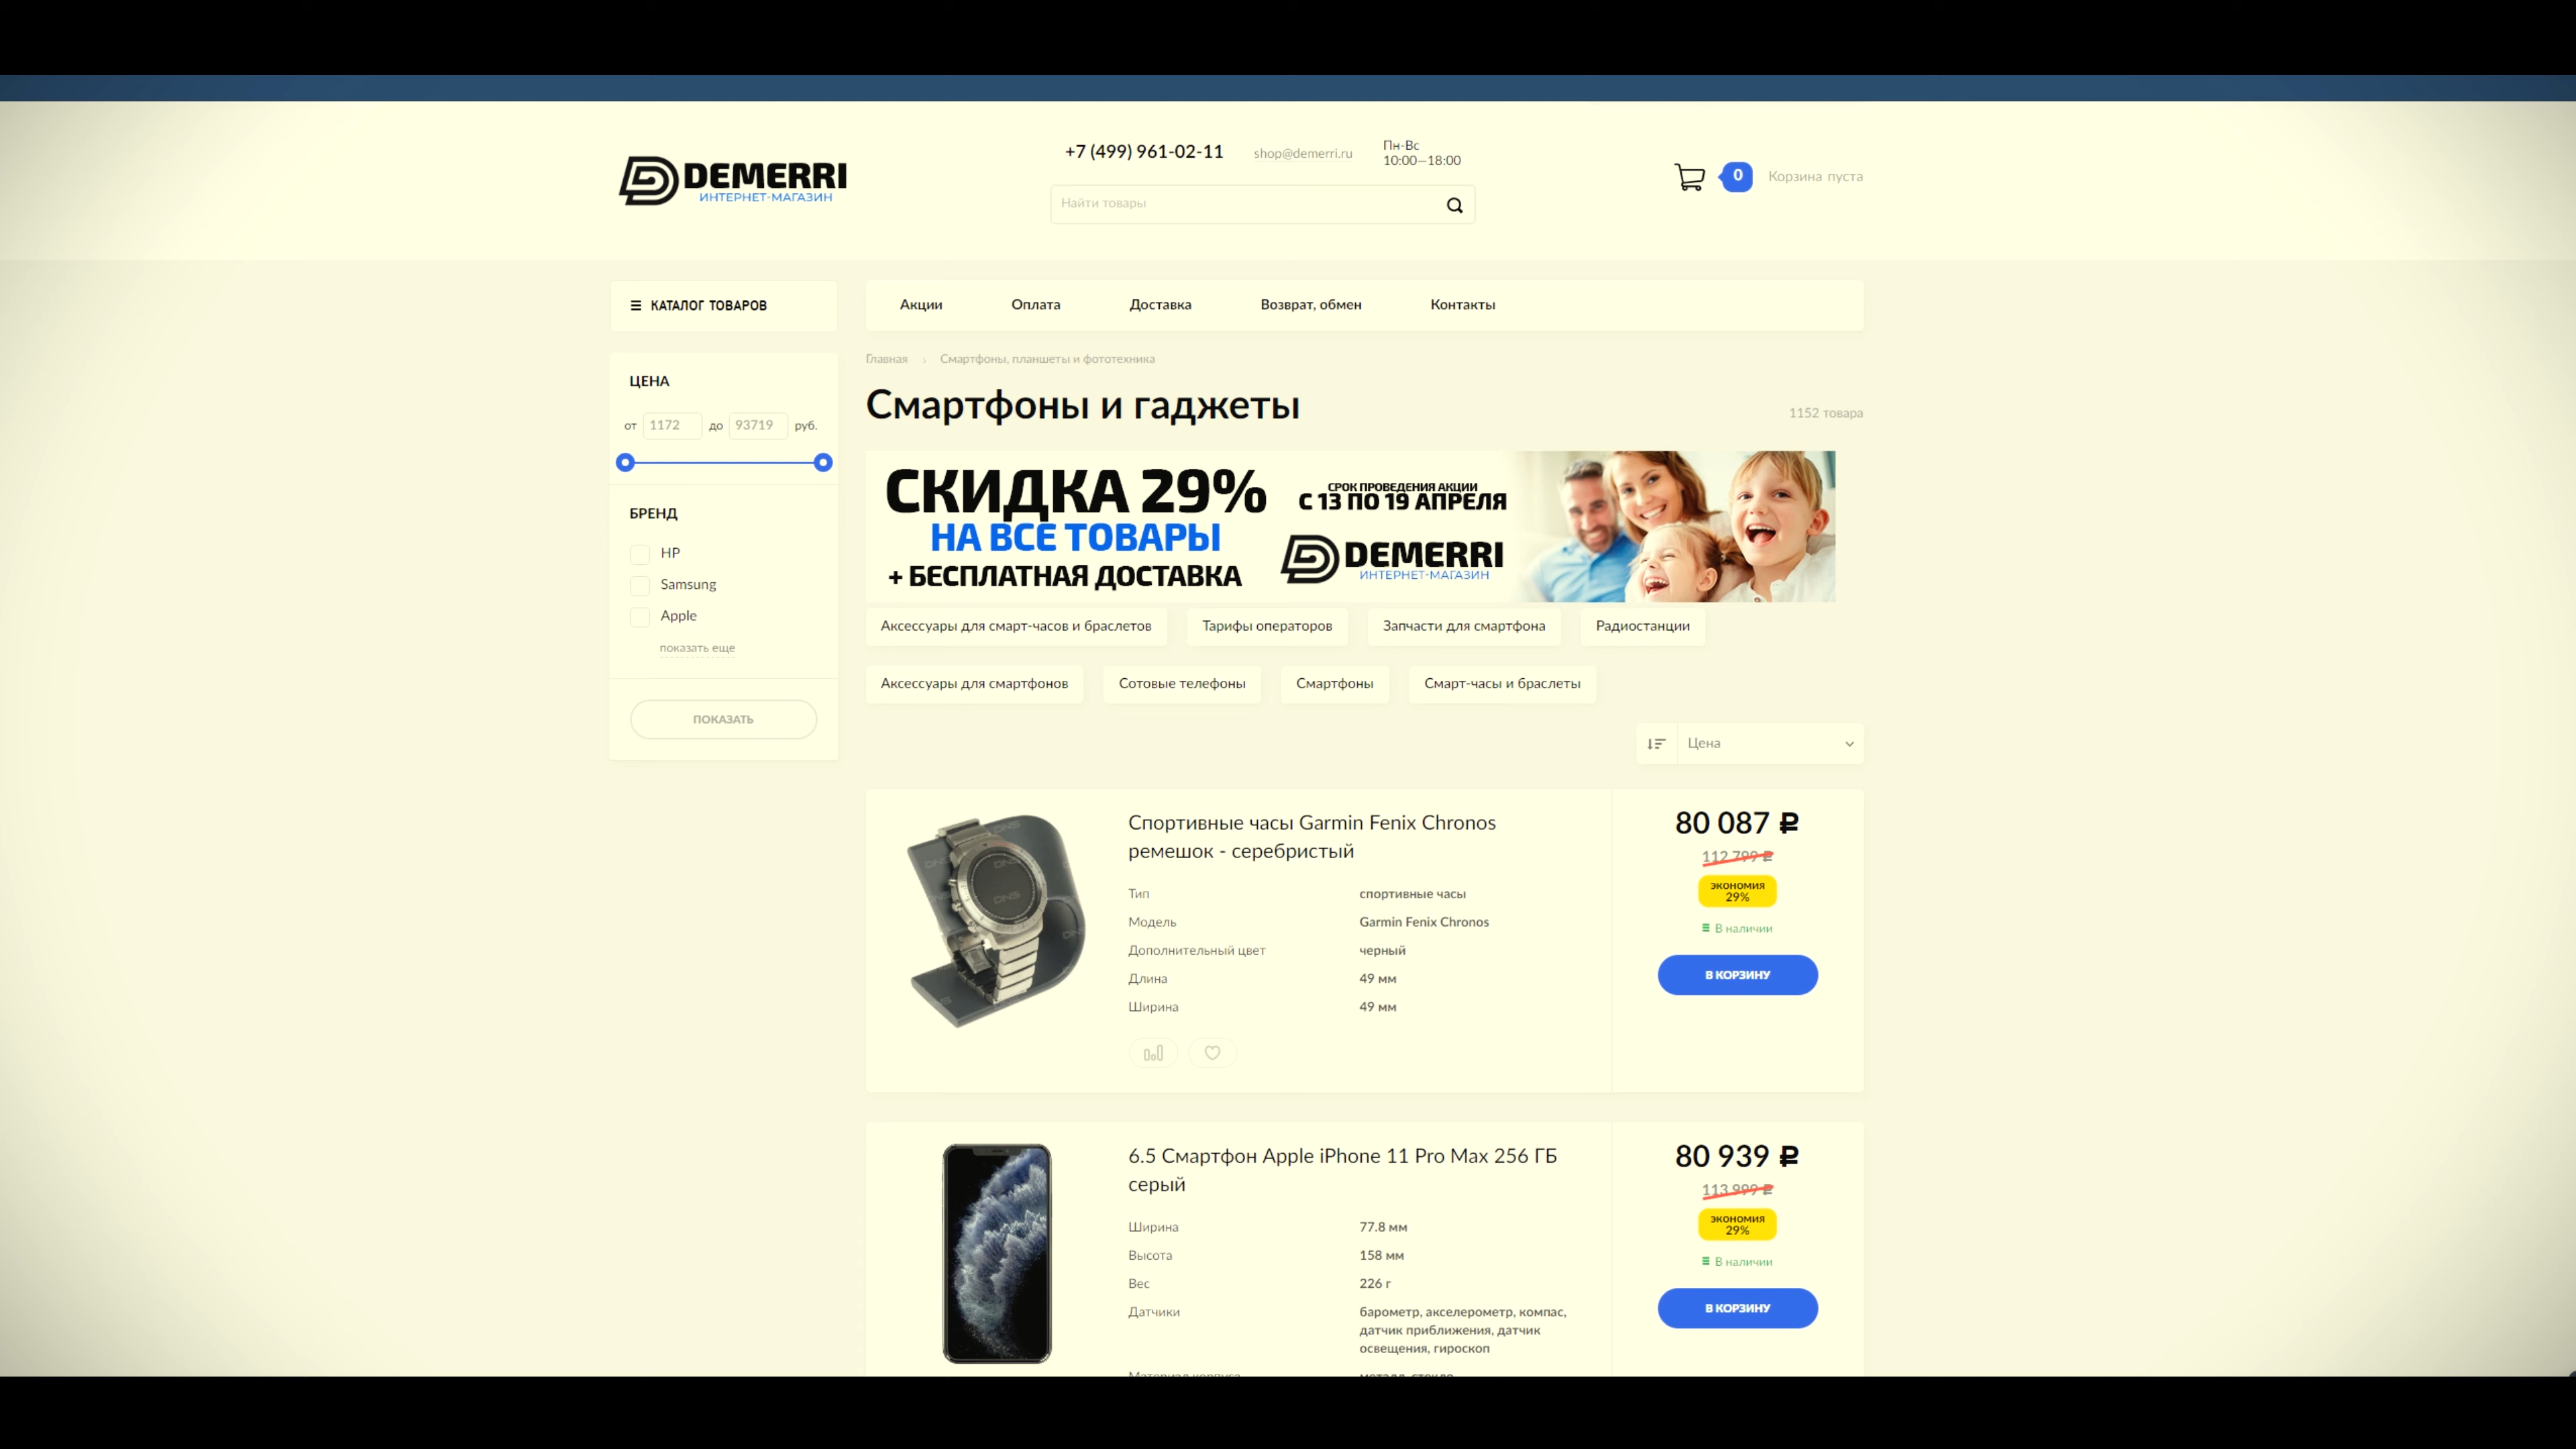 DEMERRI
ИНТЕРНЕТ-МАГАЗИН
+7 (499) 961-02-11
shop@demerri.ru
Пн-Вс
10:00—18:00
Найти товары
0
Корзина пуста
КАТАЛОГ ТОВАРОВ
Акции
Оплата
Доставка
Возврат, обмен
Контакты
ЦЕНА
от 1172 до 93719 руб.
БРЕНД
HP
Samsung
Apple
показать еще
ПОКАЗАТЬ
Главная › Смартфоны, планшеты и фототехника
Смартфоны и гаджеты
1152 товара
СКИДКА 29%
НА ВСЕ ТОВАРЫ
+ БЕСПЛАТНАЯ ДОСТАВКА
СРОК ПРОВЕДЕНИЯ АКЦИИ
С 13 ПО 19 АПРЕЛЯ
DEMERRI
ИНТЕРНЕТ-МАГАЗИН
Аксессуары для смарт-часов и браслетов
Тарифы операторов
Запчасти для смартфона
Радиостанции
Аксессуары для смартфонов
Сотовые телефоны
Смартфоны
Смарт-часы и браслеты
Цена
Спортивные часы Garmin Fenix Chronos
ремешок - серебристый
Тип спортивные часы
Модель Garmin Fenix Chronos
Дополнительный цвет черный
Длина 49 мм
Ширина 49 мм
80 087 ₽
112 799 ₽
экономия
29%
В наличии
В КОРЗИНУ
6.5 Смартфон Apple iPhone 11 Pro Max 256 ГБ
серый
Ширина 77.8 мм
Высота 158 мм
Вес 226 г
Датчики барометр, акселерометр, компас,
датчик приближения, датчик
освещения, гироскоп
Материал корпуса металл, стекло
80 939 ₽
113 999 ₽
экономия
29%
В наличии
В КОРЗИНУ